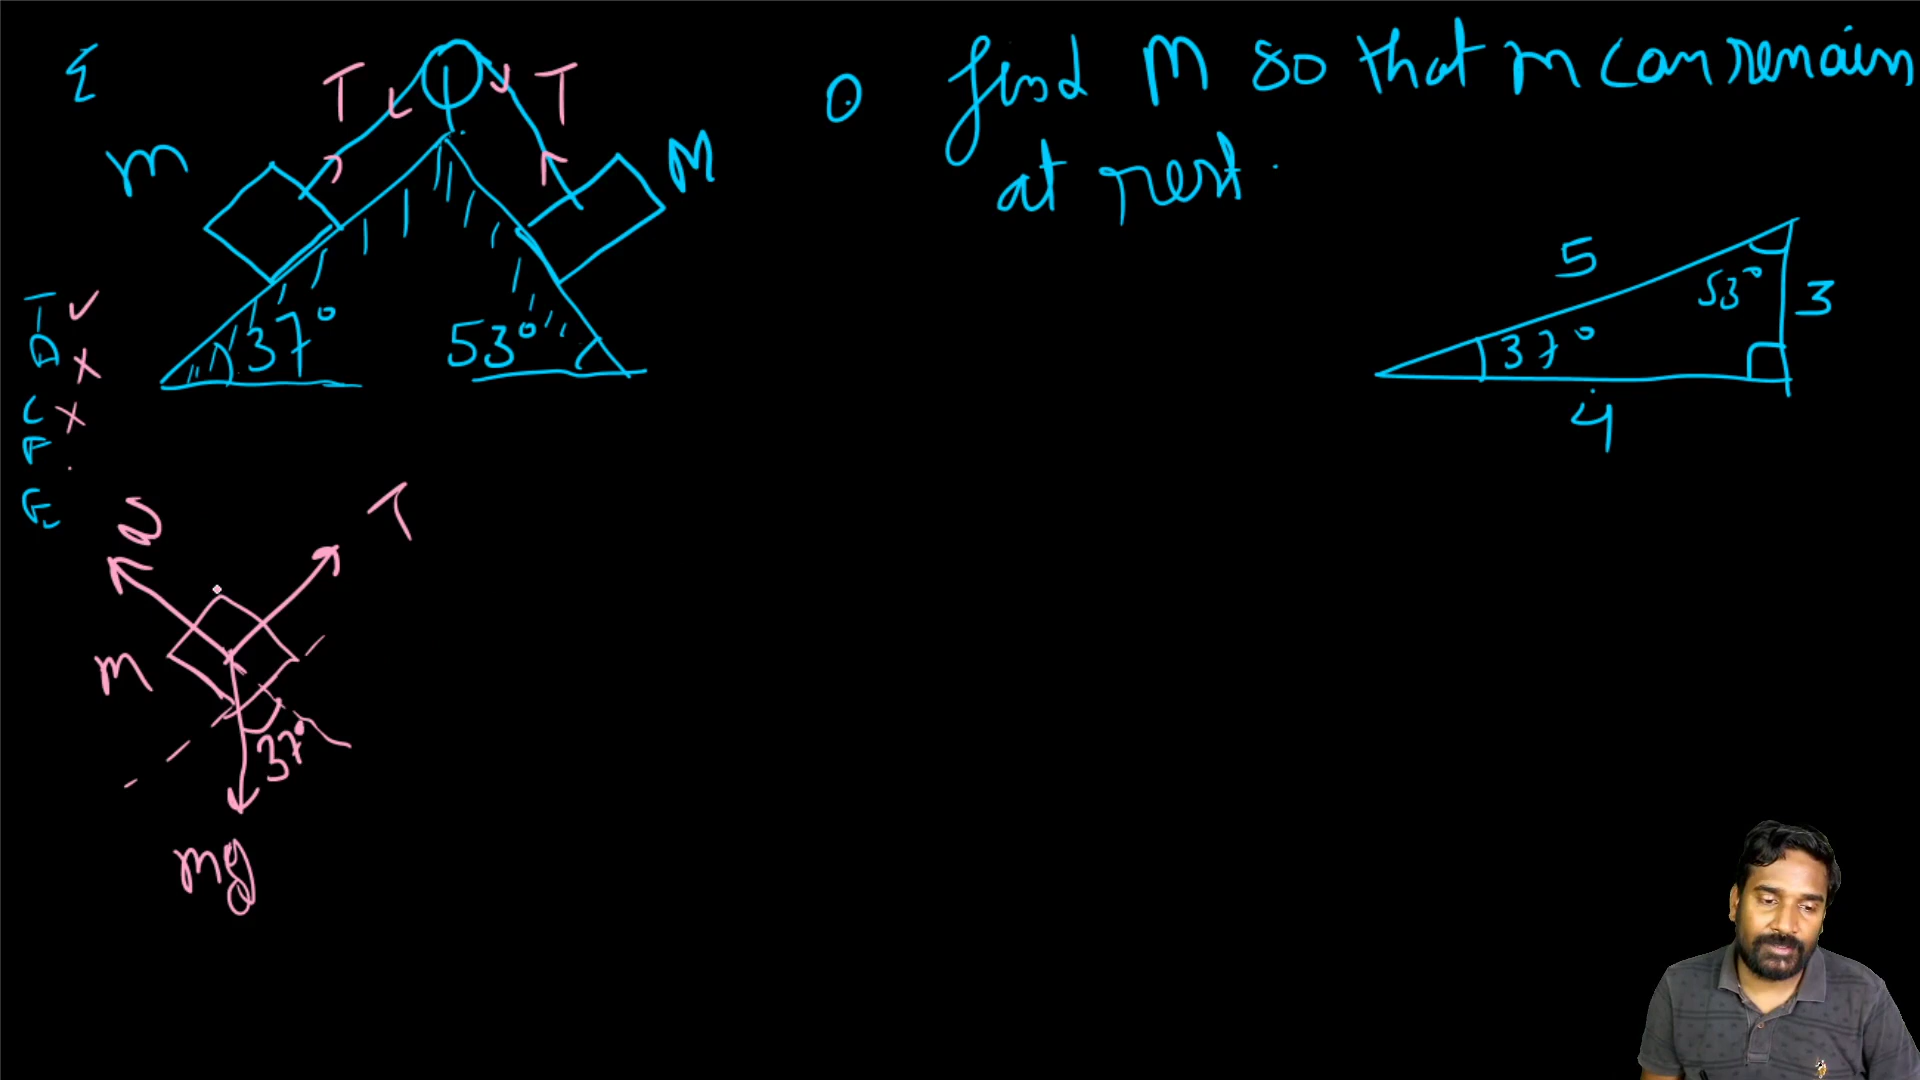 find M so that m can remain
at rest.
T T
m M
37° 53°
5
53°
3
37°
4
T
A
C
F
E
N T
m
37°
mg